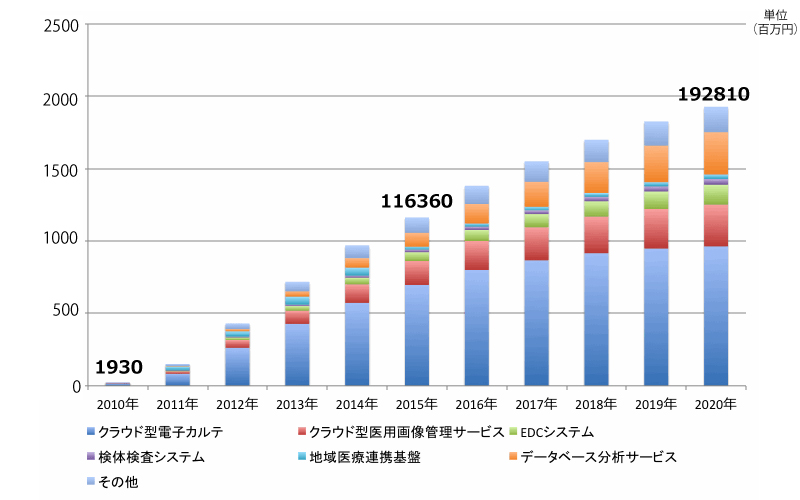 単位
（百万円）
2500
2000
1500
1000
500
0
1930
116360
192810
2010年 2011年 2012年 2013年 2014年 2015年 2016年 2017年 2018年 2019年 2020年
クラウド型電子カルテ クラウド型医用画像管理サービス EDCシステム
検体検査システム 地域医療連携基盤 データベース分析サービス
その他